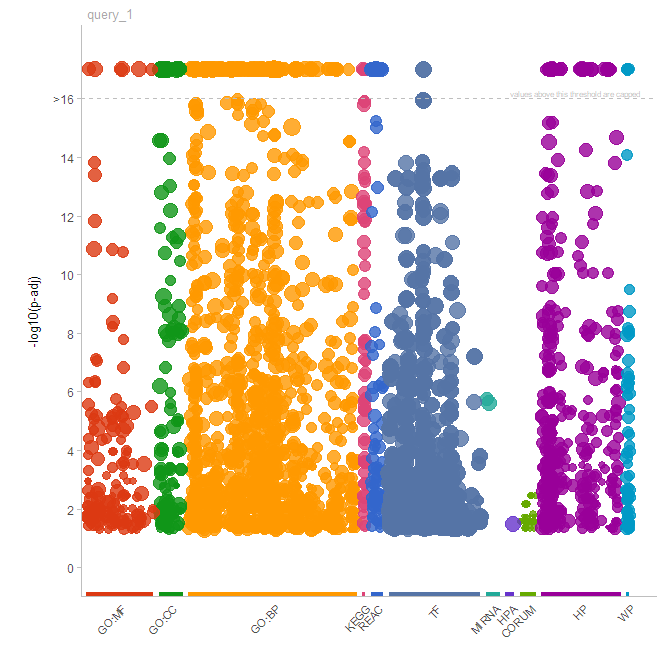 query_1
values above this threshold are capped
>16
14
12
10
8
6
4
2
0
-log10(p-adj)
GO:MF
GO:CC
GO:BP
KEGG
REAC
TF
MIRNA
HPA
CORUM
HP
WP